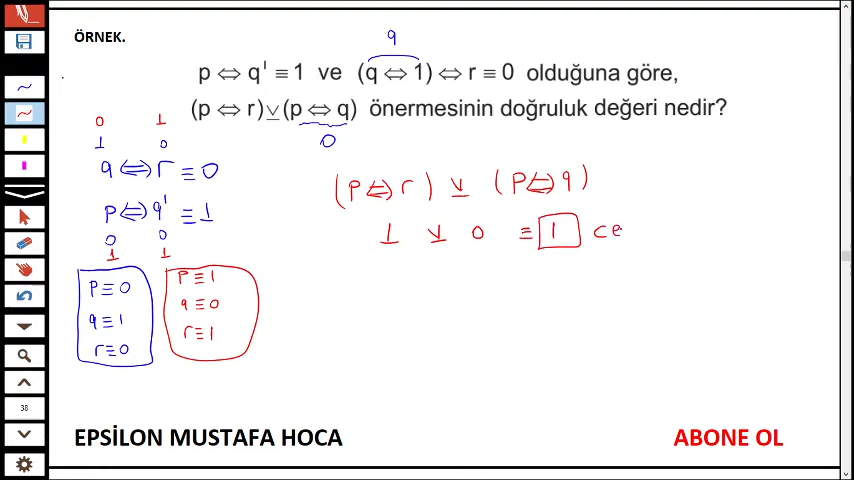 ÖRNEK.
q
p ⇔ q' ≡ 1 ve (q ⇔ 1) ⇔ r ≡ 0 olduğuna göre,
(p ⇔ r) ⊻ (p ⇔ q) önermesinin doğruluk değeri nedir?
0 1
1 0
0
q ⇔ r ≡ 0
(p ⇔ r) ⊻ (p ⇔ q)
p ⇔ q' ≡ 1
1 ⊻ 0 ≡ 1 ce
0 0
1 1
p ≡ 0
q ≡ 1
r ≡ 0
p ≡ 1
q ≡ 0
r ≡ 1
38
EPSİLON MUSTAFA HOCA
ABONE OL